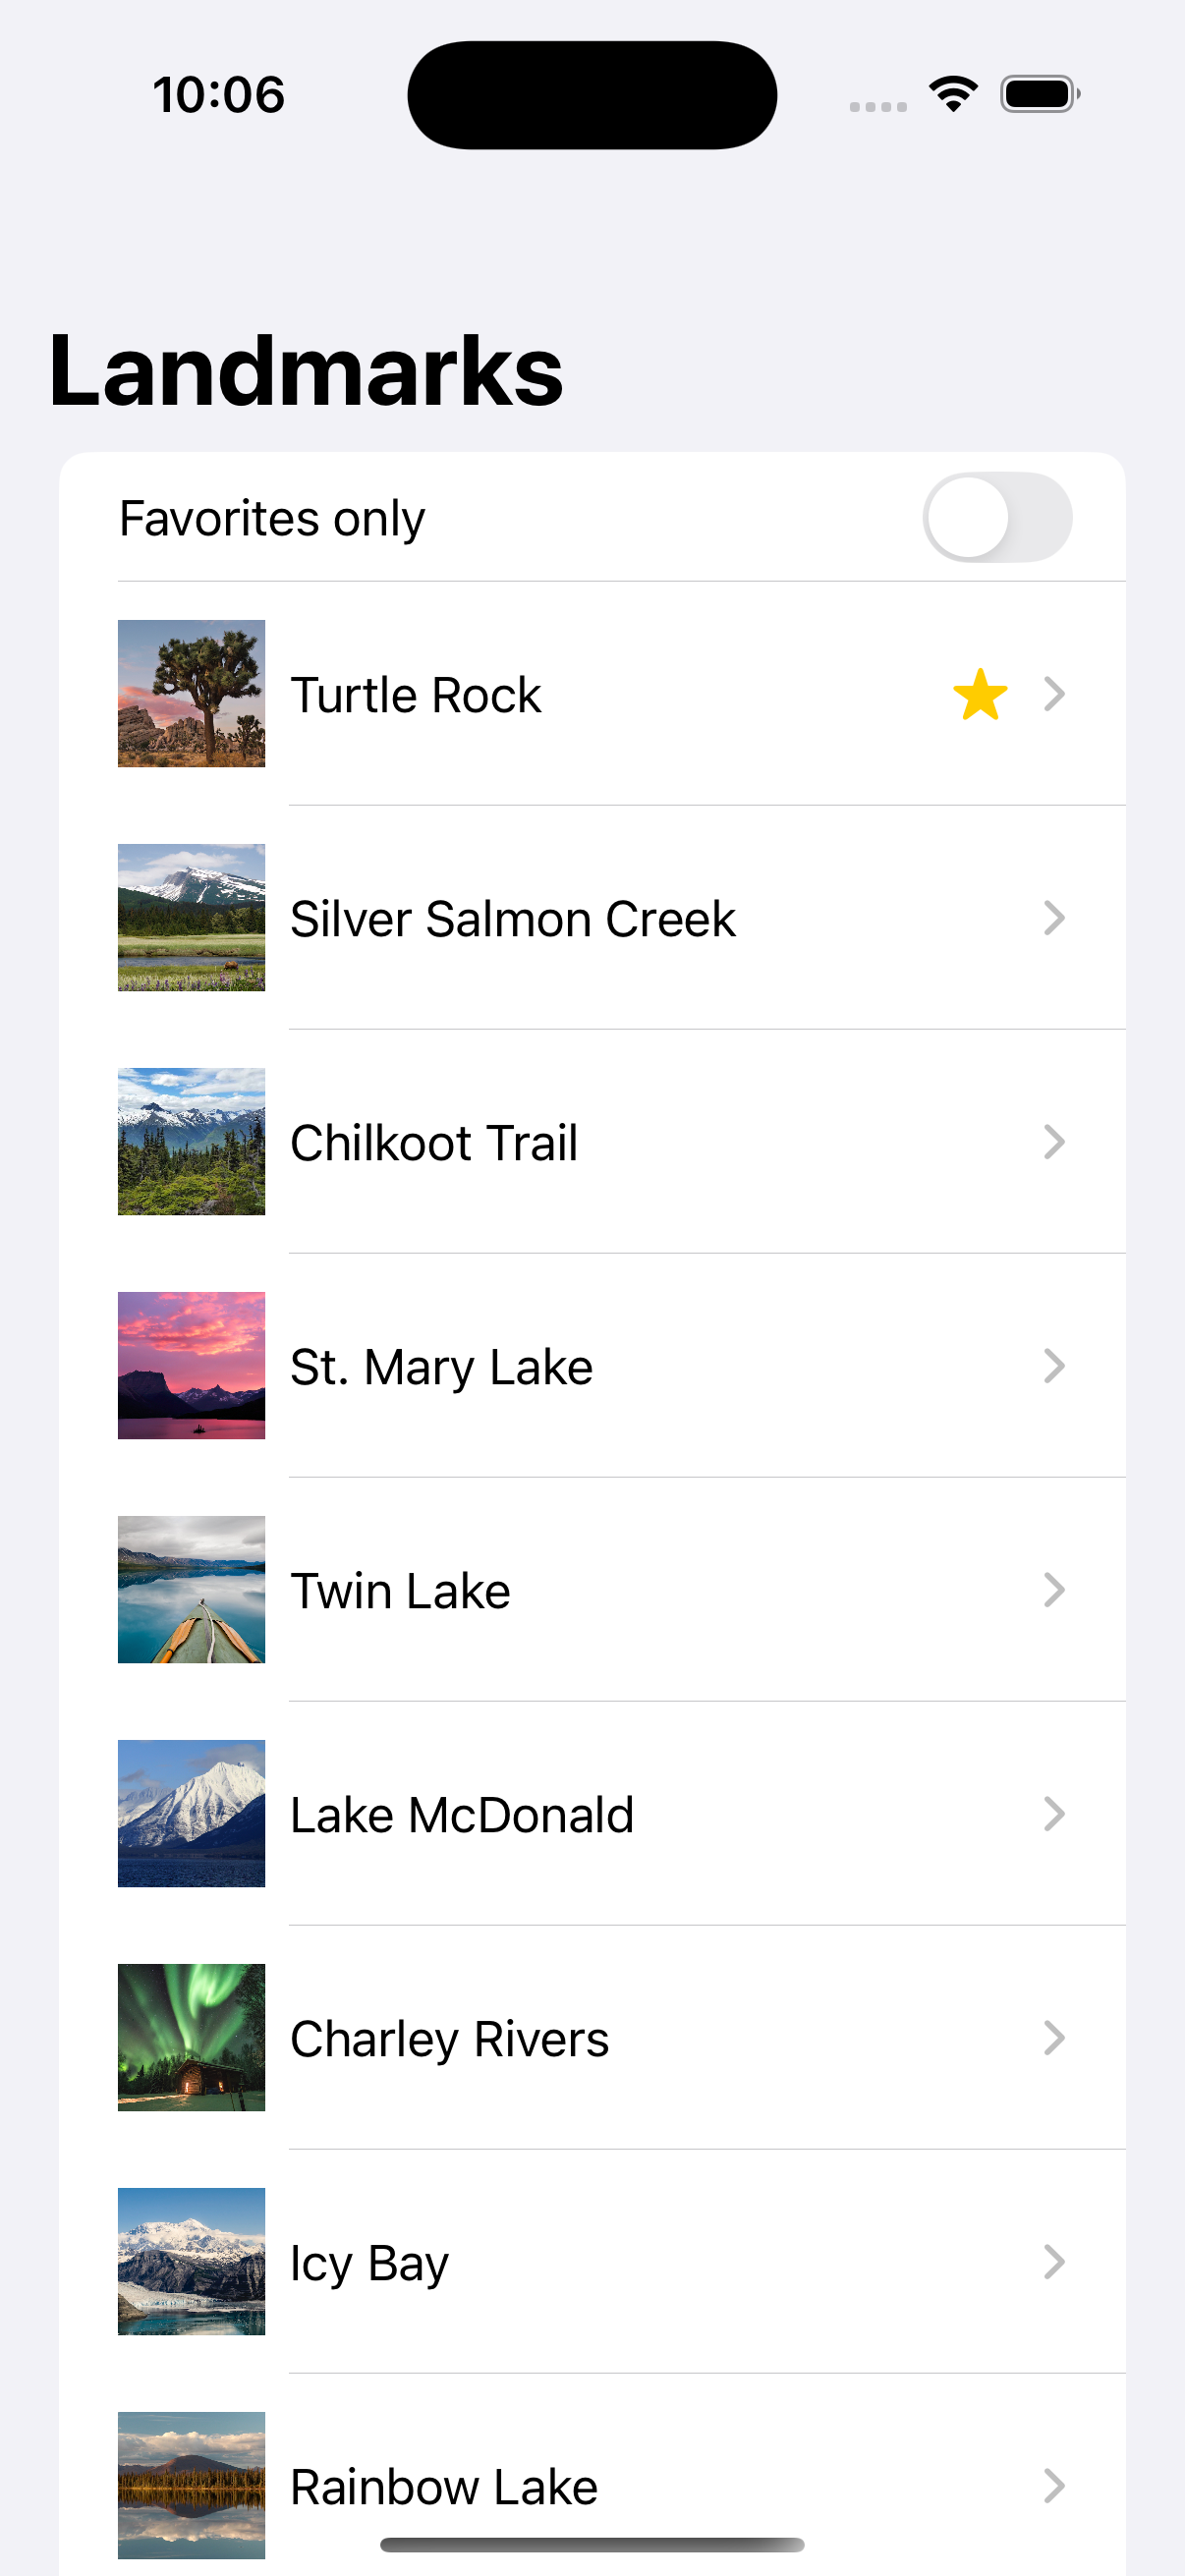 10:06
Landmarks
Favorites only
Turtle Rock
Silver Salmon Creek
Chilkoot Trail
St. Mary Lake
Twin Lake
Lake McDonald
Charley Rivers
Icy Bay
Rainbow Lake